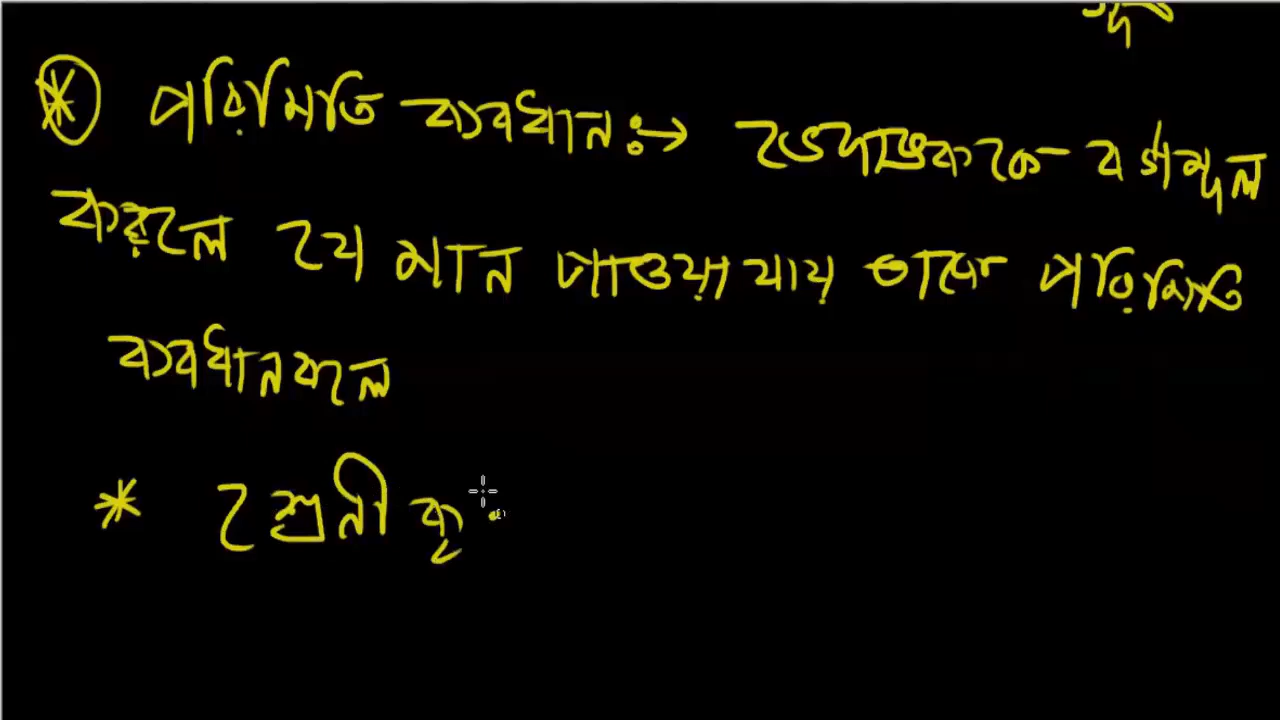 * পরিমিতি ব্যবধান :→ ভেদাঙ্ককে বর্গমূল
করলে যে মান পাওয়া যায় তাকে পরিমিতি
ব্যবধান বলে
* শ্রেনী কৃ